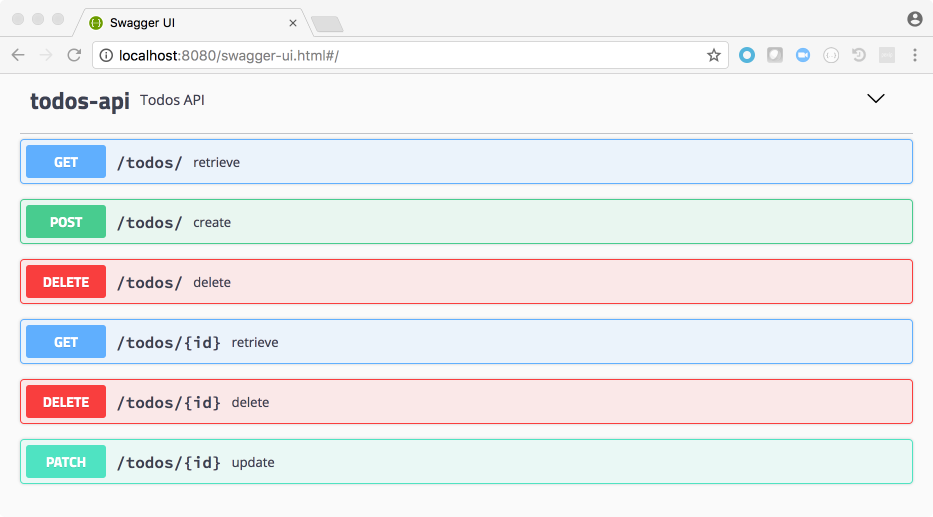 Swagger UI
localhost:8080/swagger-ui.html#/
todos-api Todos API
GET /todos/ retrieve
POST /todos/ create
DELETE /todos/ delete
GET /todos/{id} retrieve
DELETE /todos/{id} delete
PATCH /todos/{id} update